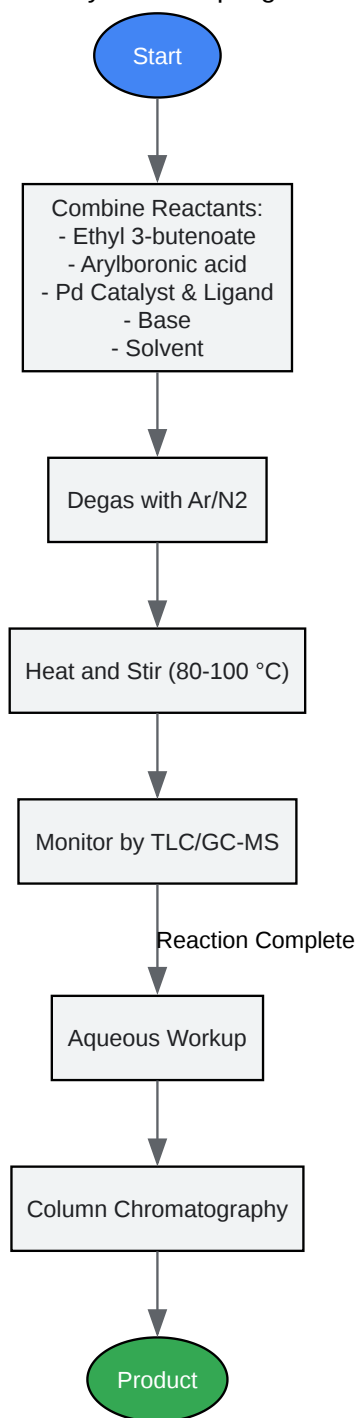 Start
Combine Reactants:
- Ethyl 3-butenoate
- Arylboronic acid
- Pd Catalyst & Ligand
- Base
- Solvent
Degas with Ar/N2
Heat and Stir (80-100 °C)
Monitor by TLC/GC-MS
Reaction Complete
Aqueous Workup
Column Chromatography
Product